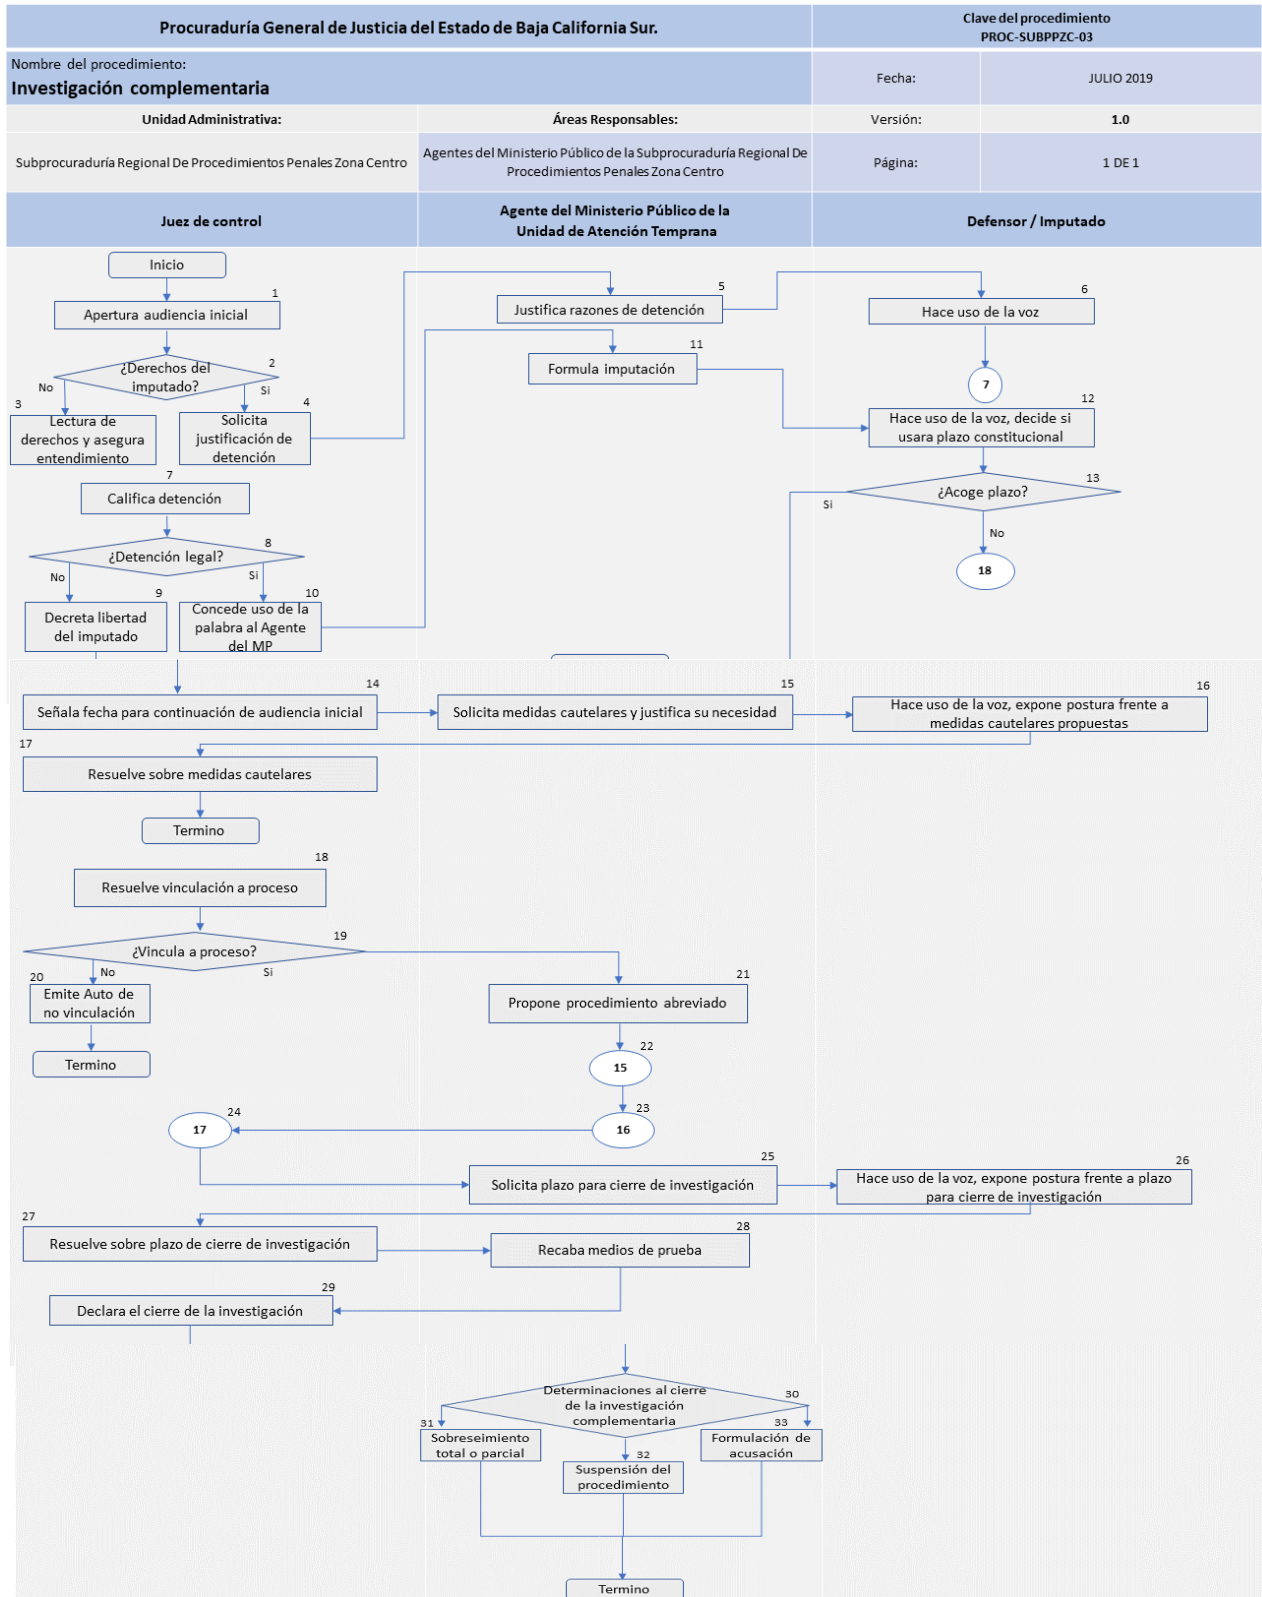 Procuraduría General de Justicia del Estado de Baja California Sur.
Clave del procedimiento
PROC-SUBPPZC-03
Nombre del procedimiento:
Investigación complementaria
Fecha:
JULIO 2019
Unidad Administrativa:
Áreas Responsables:
Versión:
1.0
Subprocuraduría Regional De Procedimientos Penales Zona Centro
Agentes del Ministerio Público de la Subprocuraduría Regional De
Procedimientos Penales Zona Centro
Página:
1 DE 1
Juez de control
Agente del Ministerio Público de la
Unidad de Atención Temprana
Defensor / Imputado
Inicio
1
Apertura audiencia inicial
5
Justifica razones de detención
6
Hace uso de la voz
2
¿Derechos del
imputado?
No
Si
11
Formula imputación
7
3
Lectura de
derechos y asegura
entendimiento
4
Solicita
justificación de
detención
12
Hace uso de la voz, decide si
usara plazo constitucional
7
Califica detención
13
¿Acoge plazo?
Si
No
8
¿Detención legal?
No
Si
18
9
Decreta libertad
del imputado
10
Concede uso de la
palabra al Agente
del MP
14
Señala fecha para continuación de audiencia inicial
15
Solicita medidas cautelares y justifica su necesidad
16
Hace uso de la voz, expone postura frente a
medidas cautelares propuestas
17
Resuelve sobre medidas cautelares
Termino
18
Resuelve vinculación a proceso
19
¿Vincula a proceso?
No
Si
20
Emite Auto de
no vinculación
21
Propone procedimiento abreviado
Termino
22
15
23
16
24
17
25
Solicita plazo para cierre de investigación
26
Hace uso de la voz, expone postura frente a plazo
para cierre de investigación
27
Resuelve sobre plazo de cierre de investigación
28
Recaba medios de prueba
29
Declara el cierre de la investigación
30
Determinaciones al cierre
de la investigación
complementaria
31
Sobreseimiento
total o parcial
32
Suspensión del
procedimiento
33
Formulación de
acusación
Termino